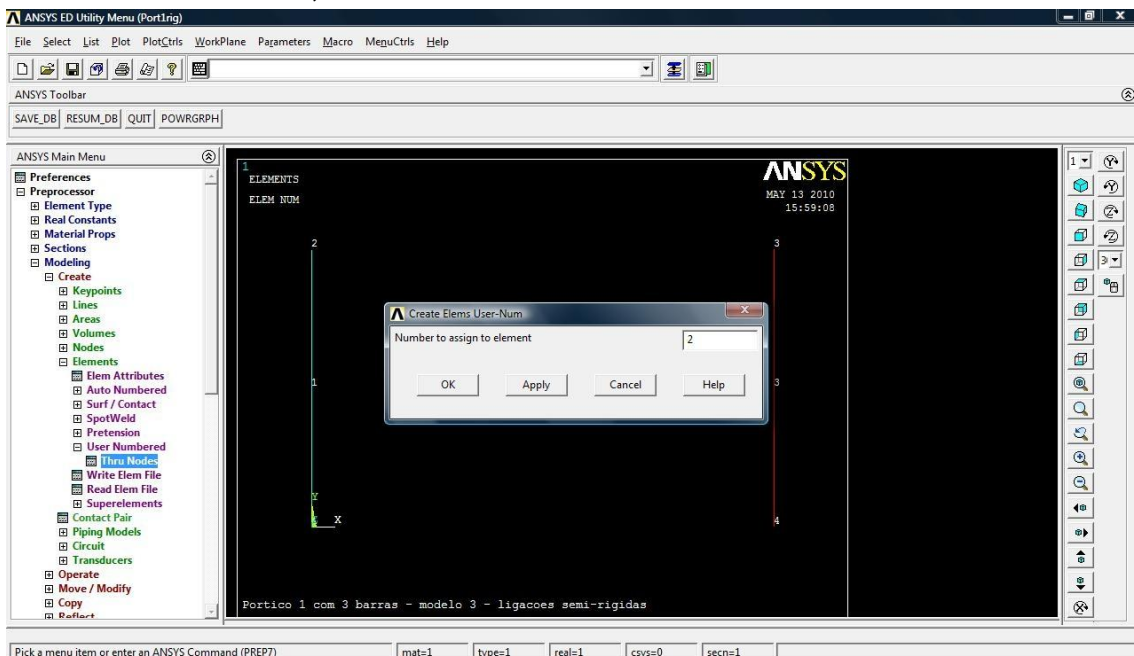 ANSYS ED Utility Menu (Port1rig)
File Select List Plot PlotCtrls WorkPlane Parameters Macro MenuCtrls Help
ANSYS Toolbar
SAVE_DB RESUM_DB QUIT POWRGRPH
ANSYS Main Menu
Preferences
Preprocessor
Element Type
Real Constants
Material Props
Sections
Modeling
Create
Keypoints
Lines
Areas
Volumes
Nodes
Elements
Elem Attributes
Auto Numbered
Surf / Contact
SpotWeld
Pretension
User Numbered
Thru Nodes
Write Elem File
Read Elem File
Superelements
Contact Pair
Piping Models
Circuit
Transducers
Operate
Move / Modify
Copy
Reflect
1
ELEMENTS
ELEM NUM
ANSYS
MAY 13 2010
15:59:08
2
3
Create Elems User-Num
Number to assign to element 2
OK Apply Cancel Help
1
3
Y
X
4
Portico 1 com 3 barras - modelo 3 - ligacoes semi-rigidas
1
Pick a menu item or enter an ANSYS Command (PREP7) mat=1 type=1 real=1 csys=0 secn=1